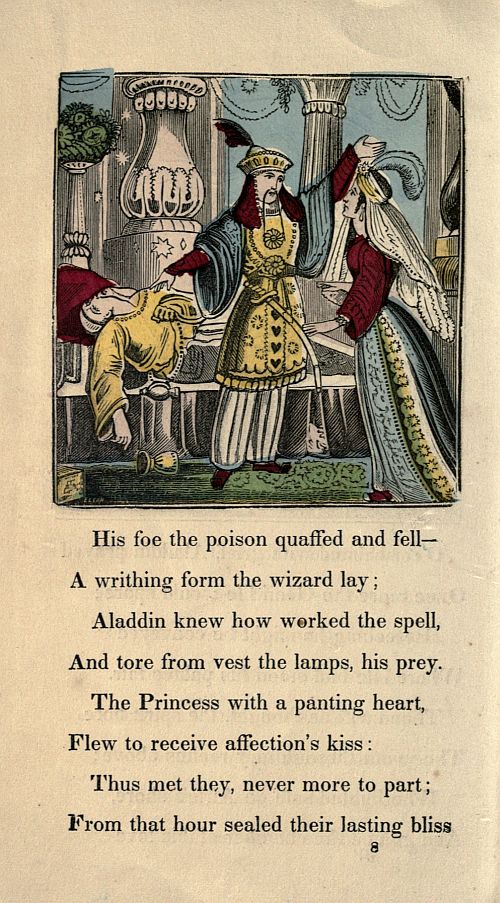 His foe the poison quaffed and fell—
A writhing form the wizard lay;
Aladdin knew how worked the spell,
And tore from vest the lamps, his prey.
The Princess with a panting heart,
Flew to receive affection's kiss:
Thus met they, never more to part;
From that hour sealed their lasting bliss
8